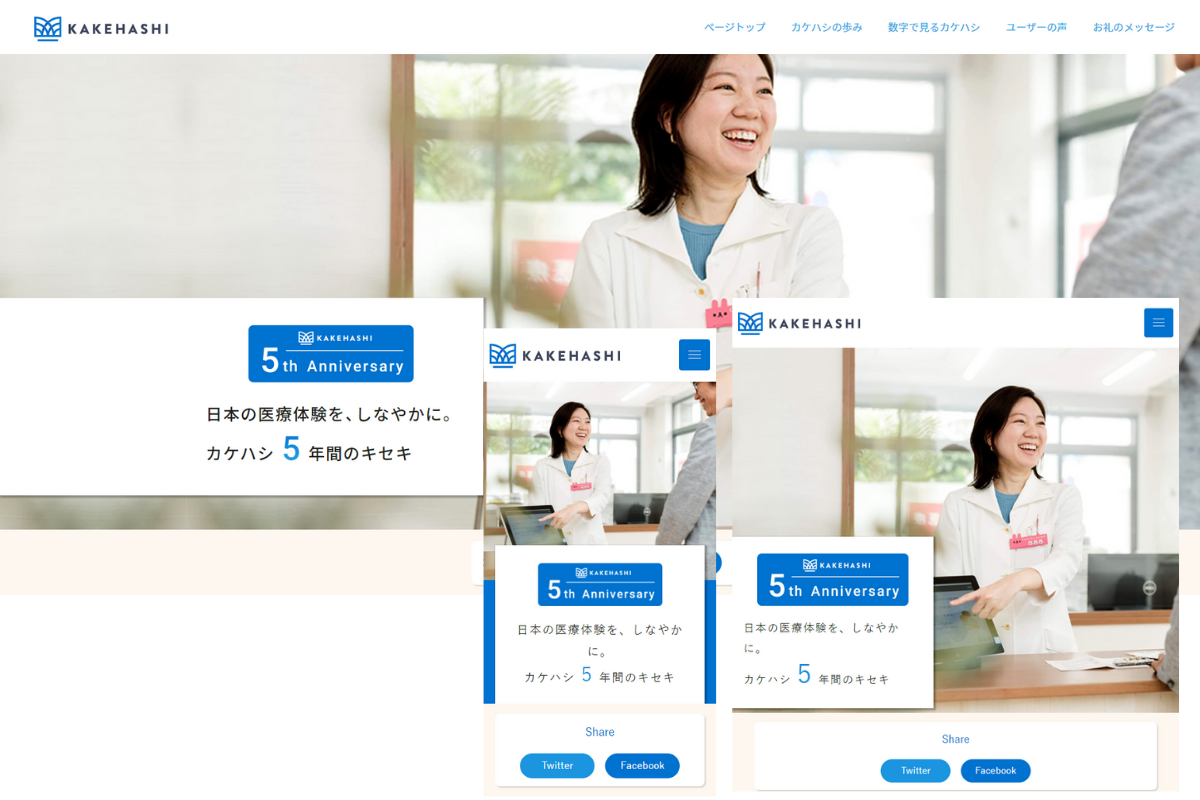 KAKEHASHI
ページトップ カケハシの歩み 数字で見るカケハシ ユーザーの声 お礼のメッセージ
KAKEHASHI
5th Anniversary
日本の医療体験を、しなやかに。
カケハシ 5 年間のキセキ
KAKEHASHI
KAKEHASHI
5th Anniversary
日本の医療体験を、しなやか
に。
カケハシ 5 年間のキセキ
Share
Twitter Facebook
KAKEHASHI
KAKEHASHI
5th Anniversary
日本の医療体験を、しなやか
に。
カケハシ 5 年間のキセキ
Share
Twitter Facebook